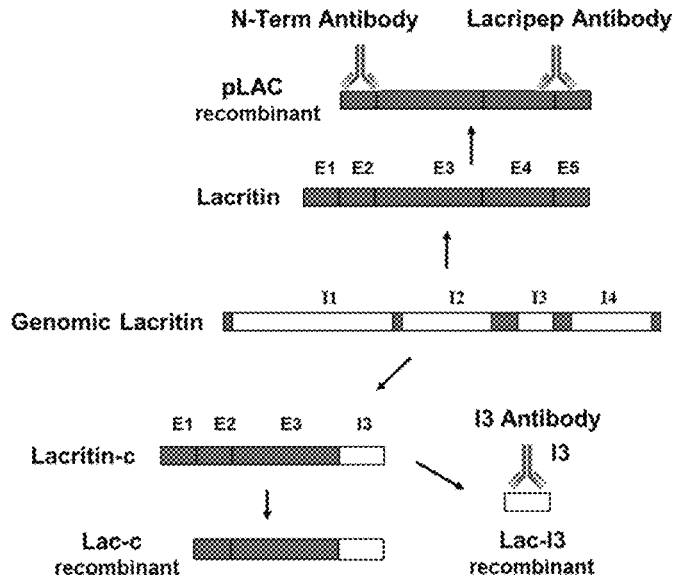 N-Term Antibody Lacripep Antibody
pLAC
recombinant
E1 E2 E3 E4 E5
Lacritin
I1 I2 I3 I4
Genomic Lacritin
E1 E2 E3 I3
I3 Antibody
Lacritin-c
I3
Lac-c
recombinant
Lac-I3
recombinant